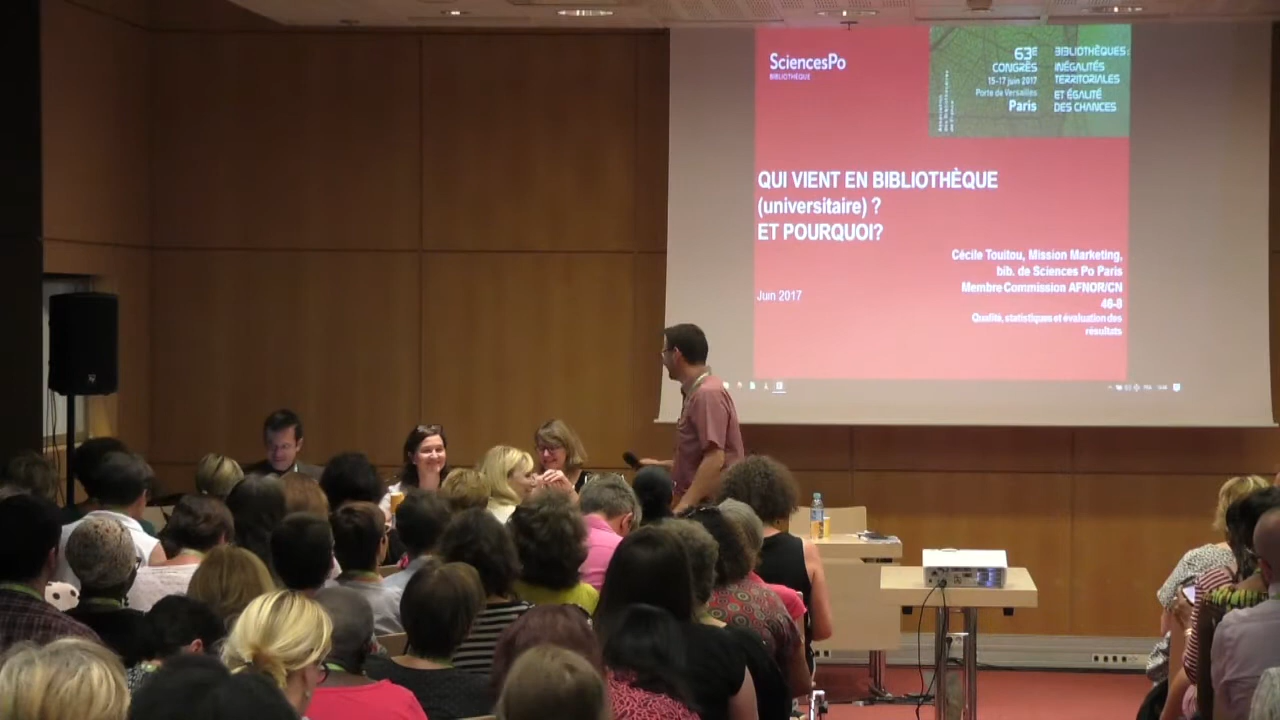 SciencesPo
BIBLIOTHÈQUE
63E
CONGRÈS
15-17 juin 2017
Porte de Versailles
Paris
BIBLIOTHÈQUES:
INÉGALITÉS
TERRITORIALES
ET ÉGALITÉ
DES CHANCES
QUI VIENT EN BIBLIOTHÈQUE
(universitaire) ?
ET POURQUOI?
Cécile Touitou, Mission Marketing,
bib. de Sciences Po Paris
Membre Commission AFNOR/CN
46-8
Qualité, statistiques et évaluation des
résultats
Juin 2017